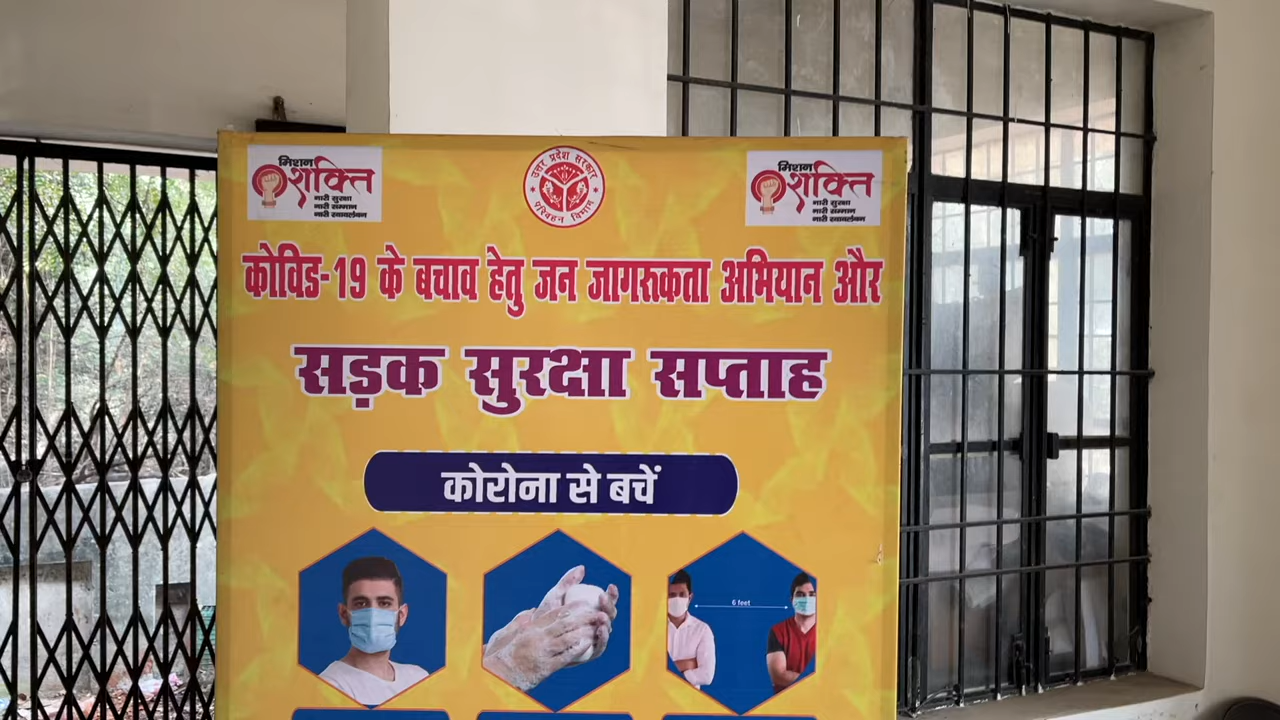 मिशन
शक्ति
नारी सुरक्षा
नारी सम्मान
नारी स्वावलंबन
उत्तर प्रदेश सरकार
परिवहन विभाग
मिशन
शक्ति
नारी सुरक्षा
नारी सम्मान
नारी स्वावलंबन
कोविड-19 के बचाव हेतु जन जागरुकता अभियान और
सड़क सुरक्षा सप्ताह
कोरोना से बचें
6 feet